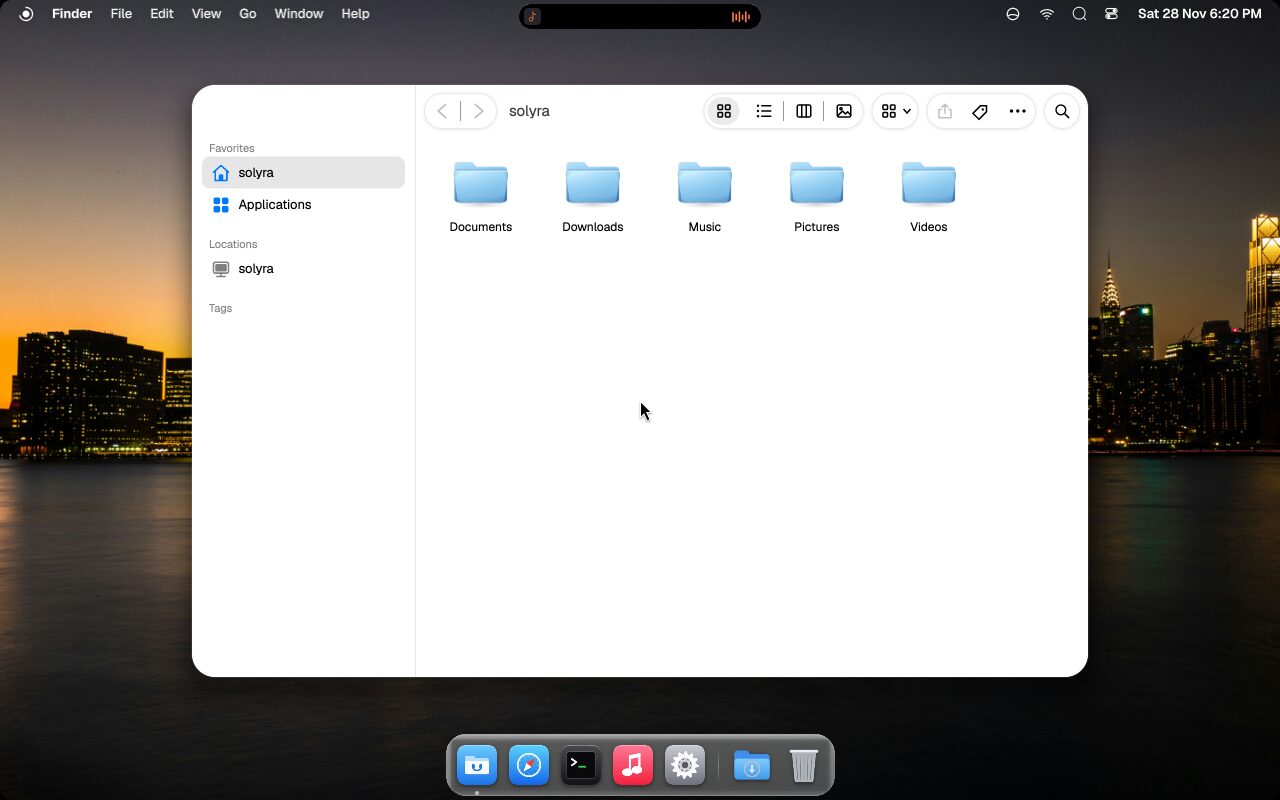 Finder File Edit View Go Window Help Sat 28 Nov 6:20 PM
solyra
Favorites
solyra
Applications
Locations
solyra
Tags
Documents Downloads Music Pictures Videos